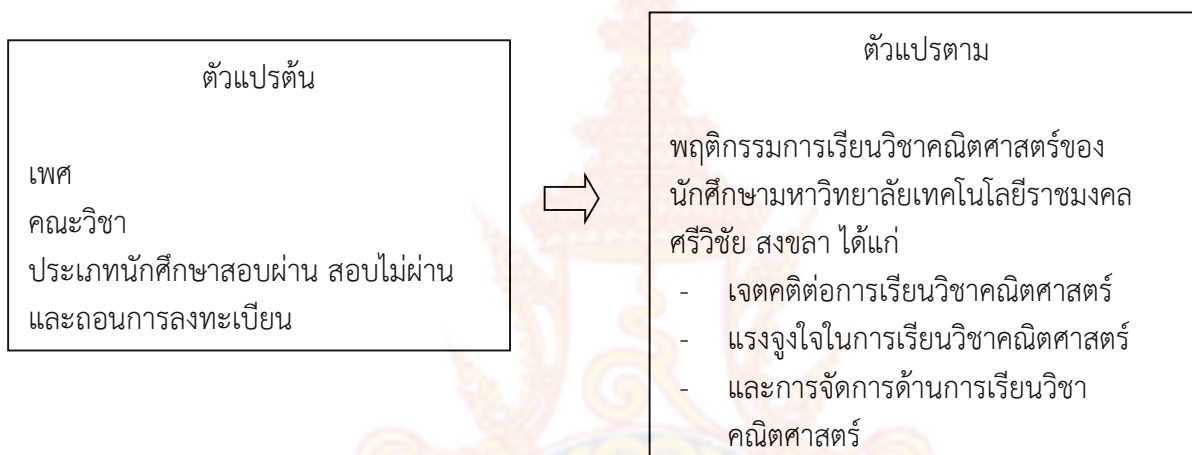 ตัวแปรต้น
เพศ
คณะวิชา
ประเภทนักศึกษาสอบผ่าน สอบไม่ผ่าน
และถอนการลงทะเบียน
ตัวแปรตาม
พฤติกรรมการเรียนวิชาคณิตศาสตร์ของ
นักศึกษามหาวิทยาลัยเทคโนโลยีราชมงคล
ศรีวิชัย สงขลา ได้แก่
- เจตคติต่อการเรียนวิชาคณิตศาสตร์
- แรงจูงใจในการเรียนวิชาคณิตศาสตร์
- และการจัดการด้านการเรียนวิชา
คณิตศาสตร์